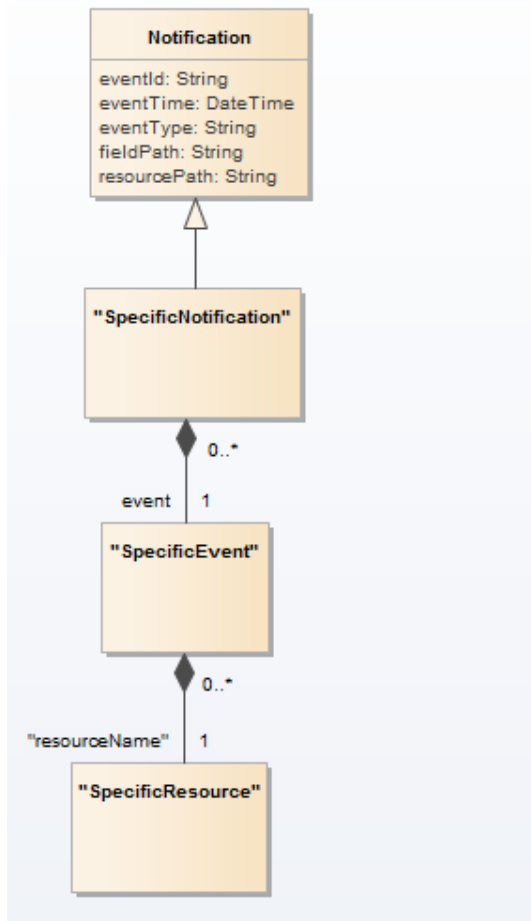 Notification
eventId: String
eventTime: DateTime
eventType: String
fieldPath: String
resourcePath: String
"SpecificNotification"
0..*
event 1
"SpecificEvent"
0..*
"resourceName" 1
"SpecificResource"